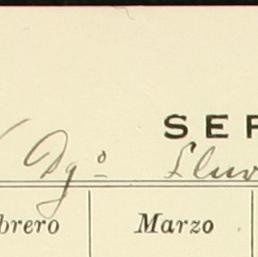 SER
Dgº Lluv
brero Marzo